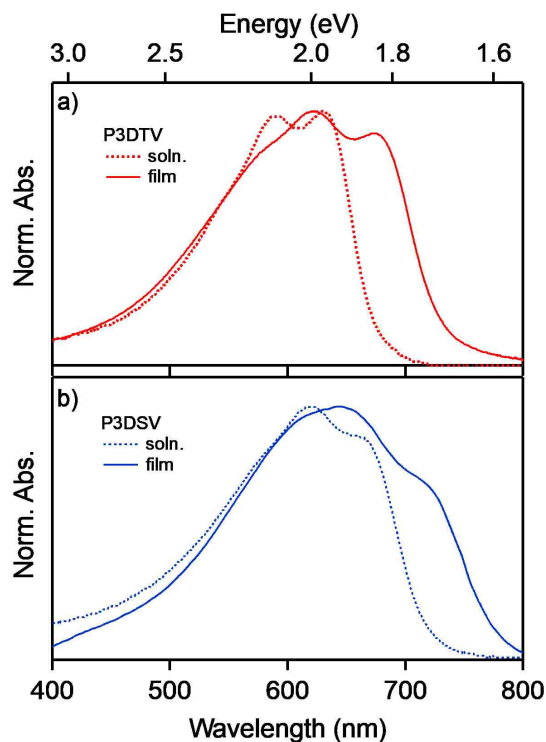 Energy (eV)
3.0 2.5 2.0 1.8 1.6
a)
P3DTV
soln.
film
Norm. Abs.
b)
P3DSV
soln.
film
Norm. Abs.
400 500 600 700 800
Wavelength (nm)